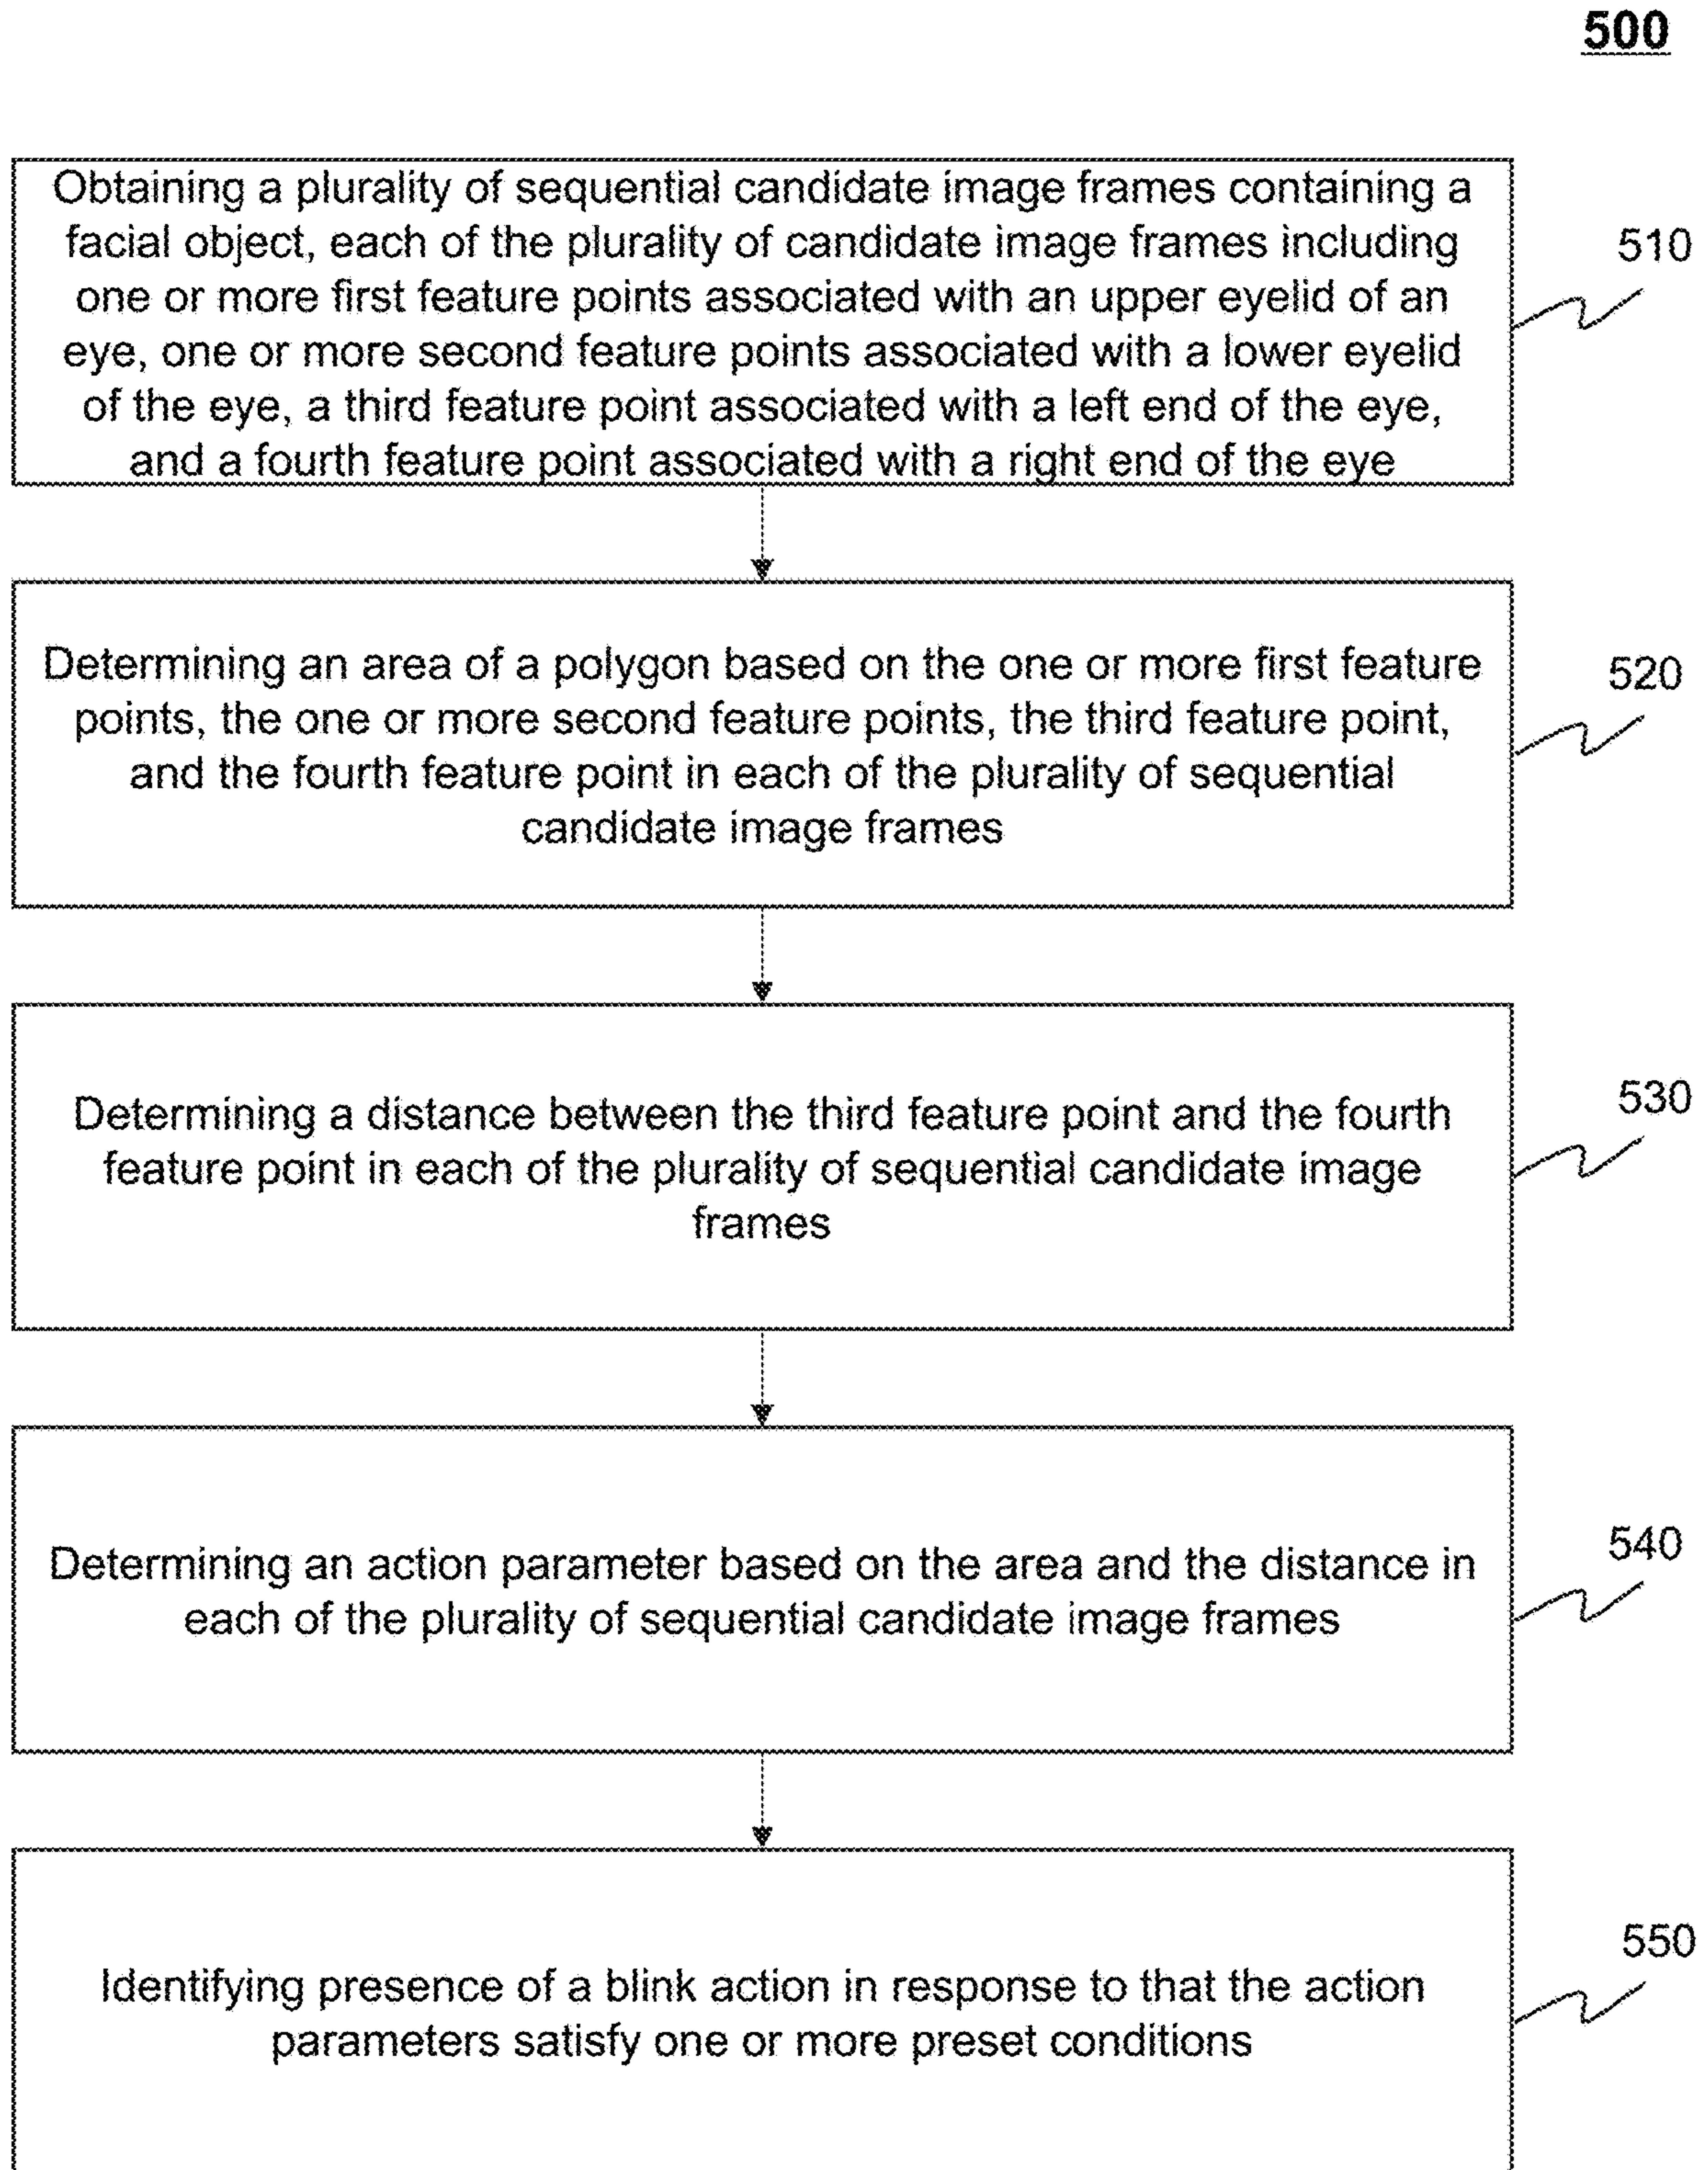 500
Obtaining a plurality of sequential candidate image frames containing a
facial object, each of the plurality of candidate image frames including
one or more first feature points associated with an upper eyelid of an
eye, one or more second feature points associated with a lower eyelid
of the eye, a third feature point associated with a left end of the eye,
and a fourth feature point associated with a right end of the eye
510
Determining an area of a polygon based on the one or more first feature
points, the one or more second feature points, the third feature point,
and the fourth feature point in each of the plurality of sequential
candidate image frames
520
Determining a distance between the third feature point and the fourth
feature point in each of the plurality of sequential candidate image
frames
530
Determining an action parameter based on the area and the distance in
each of the plurality of sequential candidate image frames
540
Identifying presence of a blink action in response to that the action
parameters satisfy one or more preset conditions
550